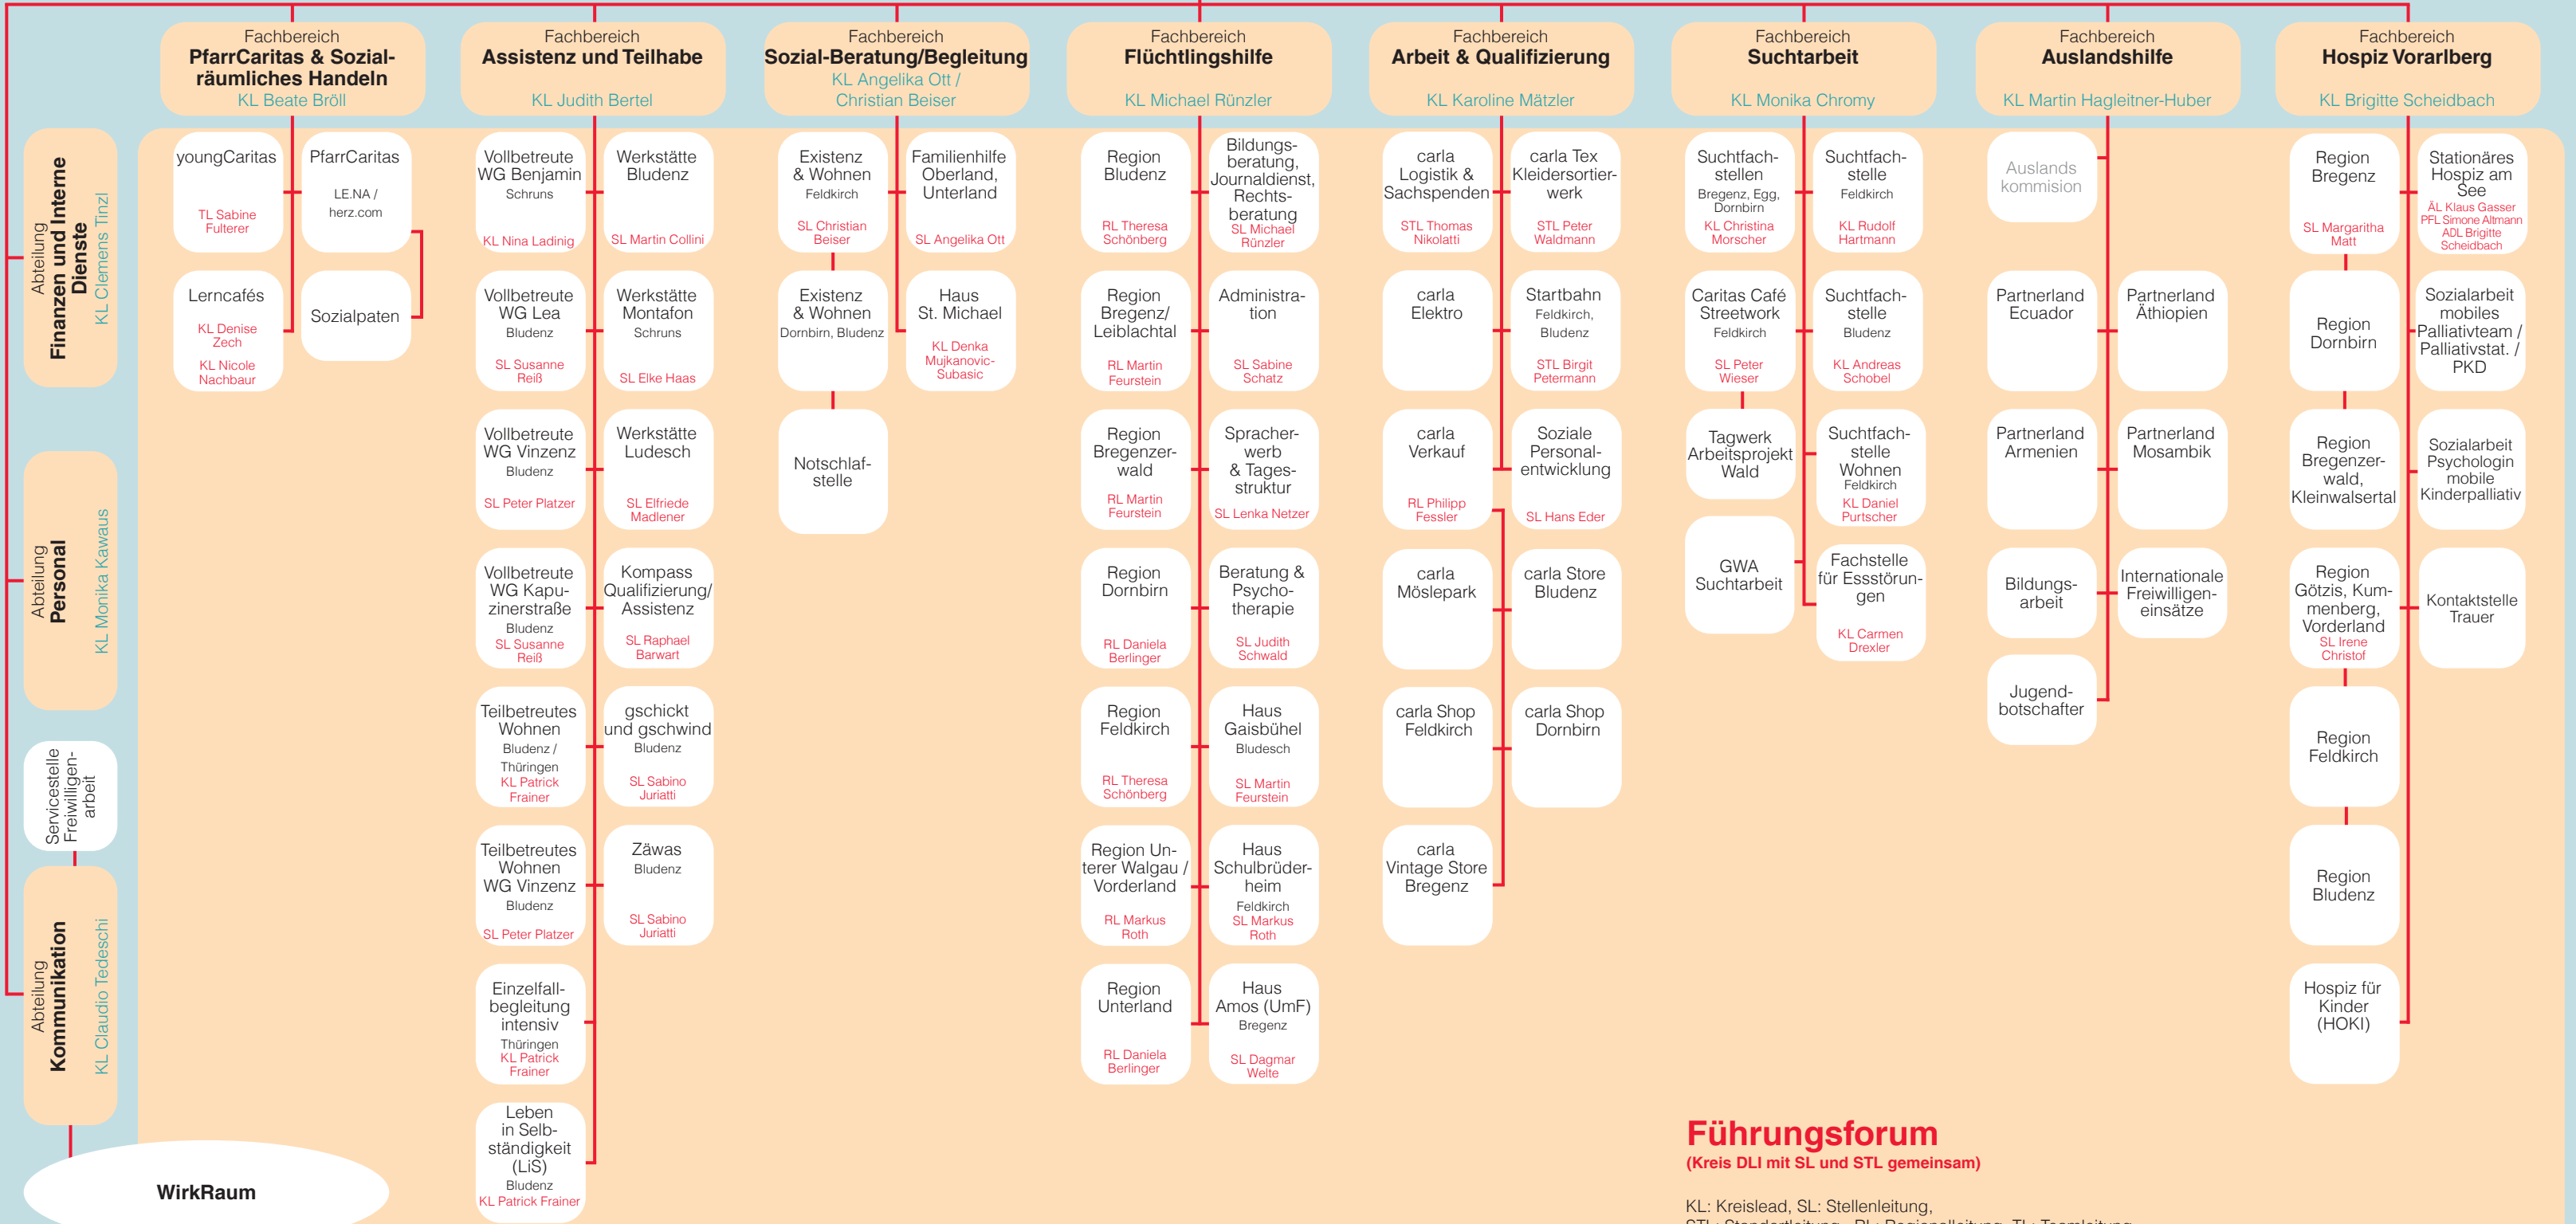 Fachbereich
PfarrCaritas & Sozial-
räumliches Handeln
KL Beate Bröll
Fachbereich
Assistenz und Teilhabe
KL Judith Bertel
Fachbereich
Sozial-Beratung/Begleitung
KL Angelika Ott /
Christian Beiser
Fachbereich
Flüchtlingshilfe
KL Michael Rünzler
Fachbereich
Arbeit & Qualifizierung
KL Karoline Mätzler
Fachbereich
Suchtarbeit
KL Monika Chromy
Fachbereich
Auslandshilfe
KL Martin Hagleitner-Huber
Fachbereich
Hospiz Vorarlberg
KL Brigitte Scheidbach
Abteilung
Finanzen und Interne
Dienste
KL Clemens Tinzl
Abteilung
Personal
KL Monika Kawaus
Servicestelle
Freiwilligen-
arbeit
Abteilung
Kommunikation
KL Claudio Tedeschi
WirkRaum
youngCaritas
TL Sabine
Fulterer
PfarrCaritas
LE.NA /
herz.com
Lerncafés
KL Denise
Zech
KL Nicole
Nachbaur
Sozialpaten
Vollbetreute
WG Benjamin
Schruns
KL Nina Ladinig
Werkstätte
Bludenz
SL Martin Collini
Vollbetreute
WG Lea
Bludenz
SL Susanne
Reiß
Werkstätte
Montafon
Schruns
SL Elke Haas
Vollbetreute
WG Vinzenz
Bludenz
SL Peter Platzer
Werkstätte
Ludesch
SL Elfriede
Madlener
Vollbetreute
WG Kapu-
zinerstraße
Bludenz
SL Susanne
Reiß
Kompass
Qualifizierung/
Assistenz
SL Raphael
Barwart
Teilbetreutes
Wohnen
Bludenz /
Thüringen
KL Patrick
Frainer
gschickt
und gschwind
Bludenz
SL Sabino
Juriatti
Teilbetreutes
Wohnen
WG Vinzenz
Bludenz
SL Peter Platzer
Zäwas
Bludenz
SL Sabino
Juriatti
Einzelfall-
begleitung
intensiv
Thüringen
KL Patrick
Frainer
Leben
in Selb-
ständigkeit
(LiS)
Bludenz
KL Patrick Frainer
Existenz
& Wohnen
Feldkirch
SL Christian
Beiser
Familienhilfe
Oberland,
Unterland
SL Angelika Ott
Existenz
& Wohnen
Dornbirn, Bludenz
Haus
St. Michael
KL Denka
Mujkanovic-
Subasic
Notschlaf-
stelle
Region
Bludenz
RL Theresa
Schönberg
Bildungs-
beratung,
Journaldienst,
Rechts-
beratung
SL Michael
Rünzler
Region
Bregenz/
Leiblachtal
RL Martin
Feurstein
Administra-
tion
SL Sabine
Schatz
Region
Bregenzer-
wald
RL Martin
Feurstein
Spracher-
werb
& Tages-
struktur
SL Lenka Netzer
Region
Dornbirn
RL Daniela
Berlinger
Beratung &
Psycho-
therapie
SL Judith
Schwald
Region
Feldkirch
RL Theresa
Schönberg
Haus
Gaisbühel
Bludesch
SL Martin
Feurstein
Region Un-
terer Walgau /
Vorderland
RL Markus
Roth
Haus
Schulbrüder-
heim
Feldkirch
SL Markus
Roth
Region
Unterland
RL Daniela
Berlinger
Haus
Amos (UmF)
Bregenz
SL Dagmar
Welte
carla
Logistik &
Sachspenden
STL Thomas
Nikolatti
carla Tex
Kleidersortier-
werk
STL Peter
Waldmann
carla
Elektro
Startbahn
Feldkirch,
Bludenz
STL Birgit
Petermann
carla
Verkauf
RL Philipp
Fessler
Soziale
Personal-
entwicklung
SL Hans Eder
carla
Möslepark
carla Store
Bludenz
carla Shop
Feldkirch
carla Shop
Dornbirn
carla
Vintage Store
Bregenz
Suchtfach-
stellen
Bregenz, Egg,
Dornbirn
KL Christina
Morscher
Suchtfach-
stelle
Feldkirch
KL Rudolf
Hartmann
Caritas Café
Streetwork
Feldkirch
SL Peter
Wieser
Suchtfach-
stelle
Bludenz
KL Andreas
Schobel
Tagwerk
Arbeitsprojekt
Wald
Suchtfach-
stelle
Wohnen
Feldkirch
KL Daniel
Purtscher
GWA
Suchtarbeit
Fachstelle
für Essstörun-
gen
KL Carmen
Drexler
Auslands
kommision
Partnerland
Ecuador
Partnerland
Äthiopien
Partnerland
Armenien
Partnerland
Mosambik
Bildungs-
arbeit
Internationale
Freiwilligen-
einsätze
Jugend-
botschafter
Region
Bregenz
SL Margaritha
Matt
Stationäres
Hospiz am
See
ÄL Klaus Gasser
PFL Simone Altmann
ADL Brigitte
Scheidbach
Region
Dornbirn
Sozialarbeit
mobiles
Palliativteam /
Palliativstat. /
PKD
Region
Bregenzer-
wald,
Kleinwalsertal
Sozialarbeit
Psychologin
mobile
Kinderpalliativ
Region
Götzis, Kum-
menberg,
Vorderland
SL Irene
Christof
Kontaktstelle
Trauer
Region
Feldkirch
Region
Bludenz
Hospiz für
Kinder
(HOKI)
Führungsforum
(Kreis DLI mit SL und STL gemeinsam)
KL: Kreislead, SL: Stellenleitung,
STL: Standortleitung, RL: Regionalleitung, TL: Teamleitung